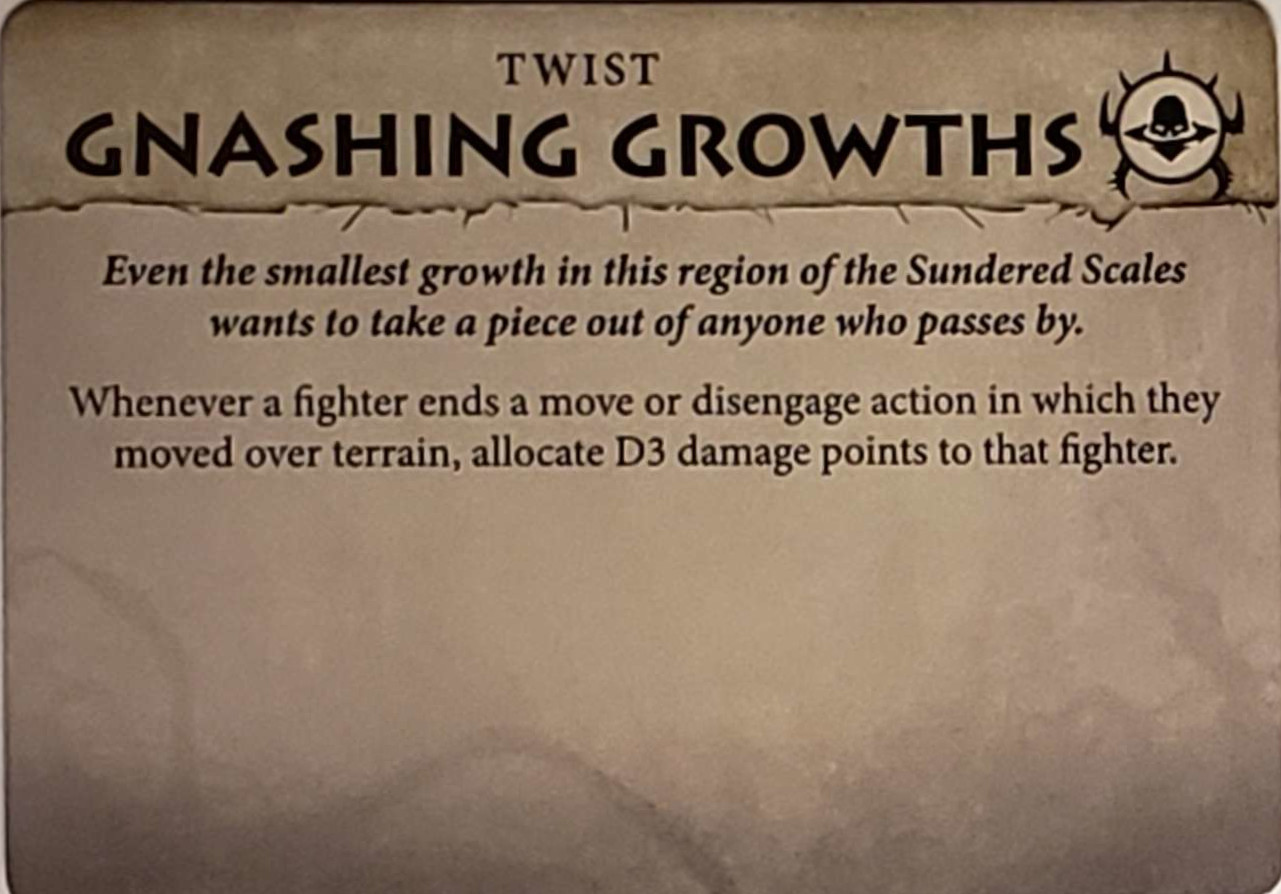 TWIST
GNASHING GROWTHS
Even the smallest growth in this region of the Sundered Scales
wants to take a piece out of anyone who passes by.
Whenever a fighter ends a move or disengage action in which they
moved over terrain, allocate D3 damage points to that fighter.